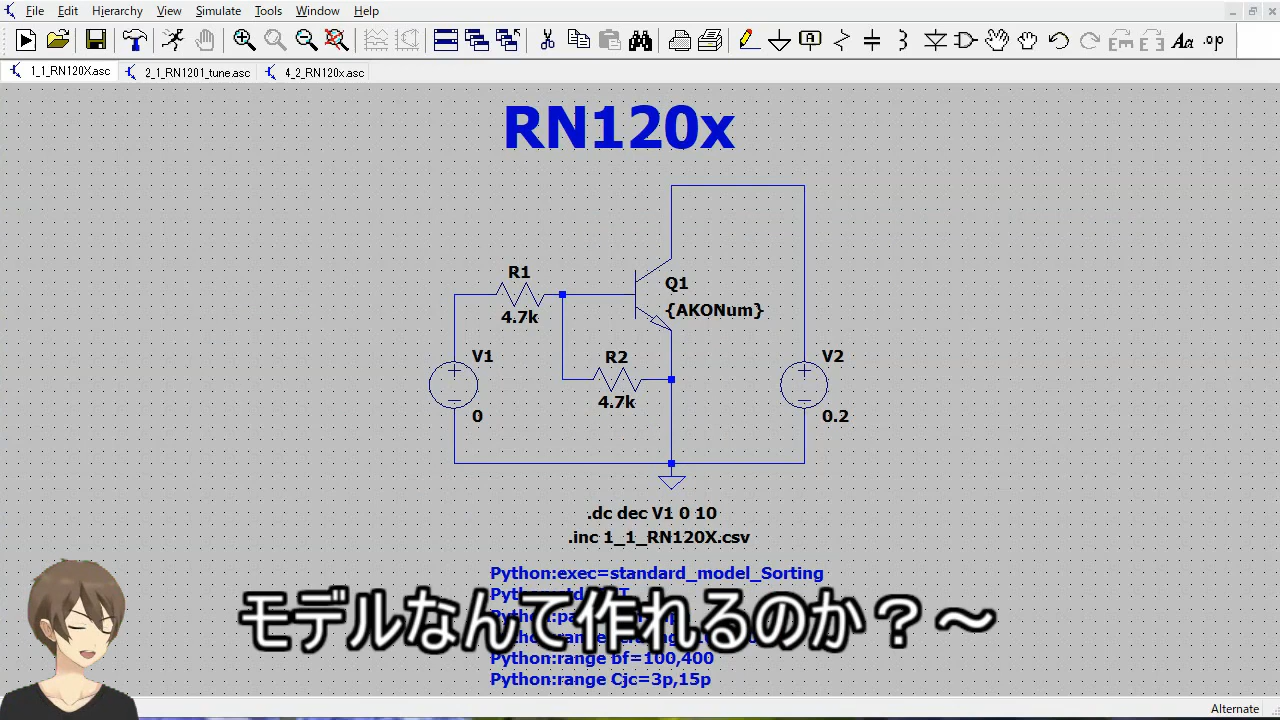 File Edit Hierarchy View Simulate Tools Window Help
1_1_RN120X.asc 2_1_RN1201_tune.asc 4_2_RN120x.asc
RN120x
R1
4.7k
Q1
{AKONum}
V1
0
R2
4.7k
V2
0.2
.dc dec V1 0 10
.inc 1_1_RN120X.csv
Python:exec=standard_model_Sorting
モデルなんて作れるのか？～
Python:range bf=100,400
Python:range Cjc=3p,15p
Alternate